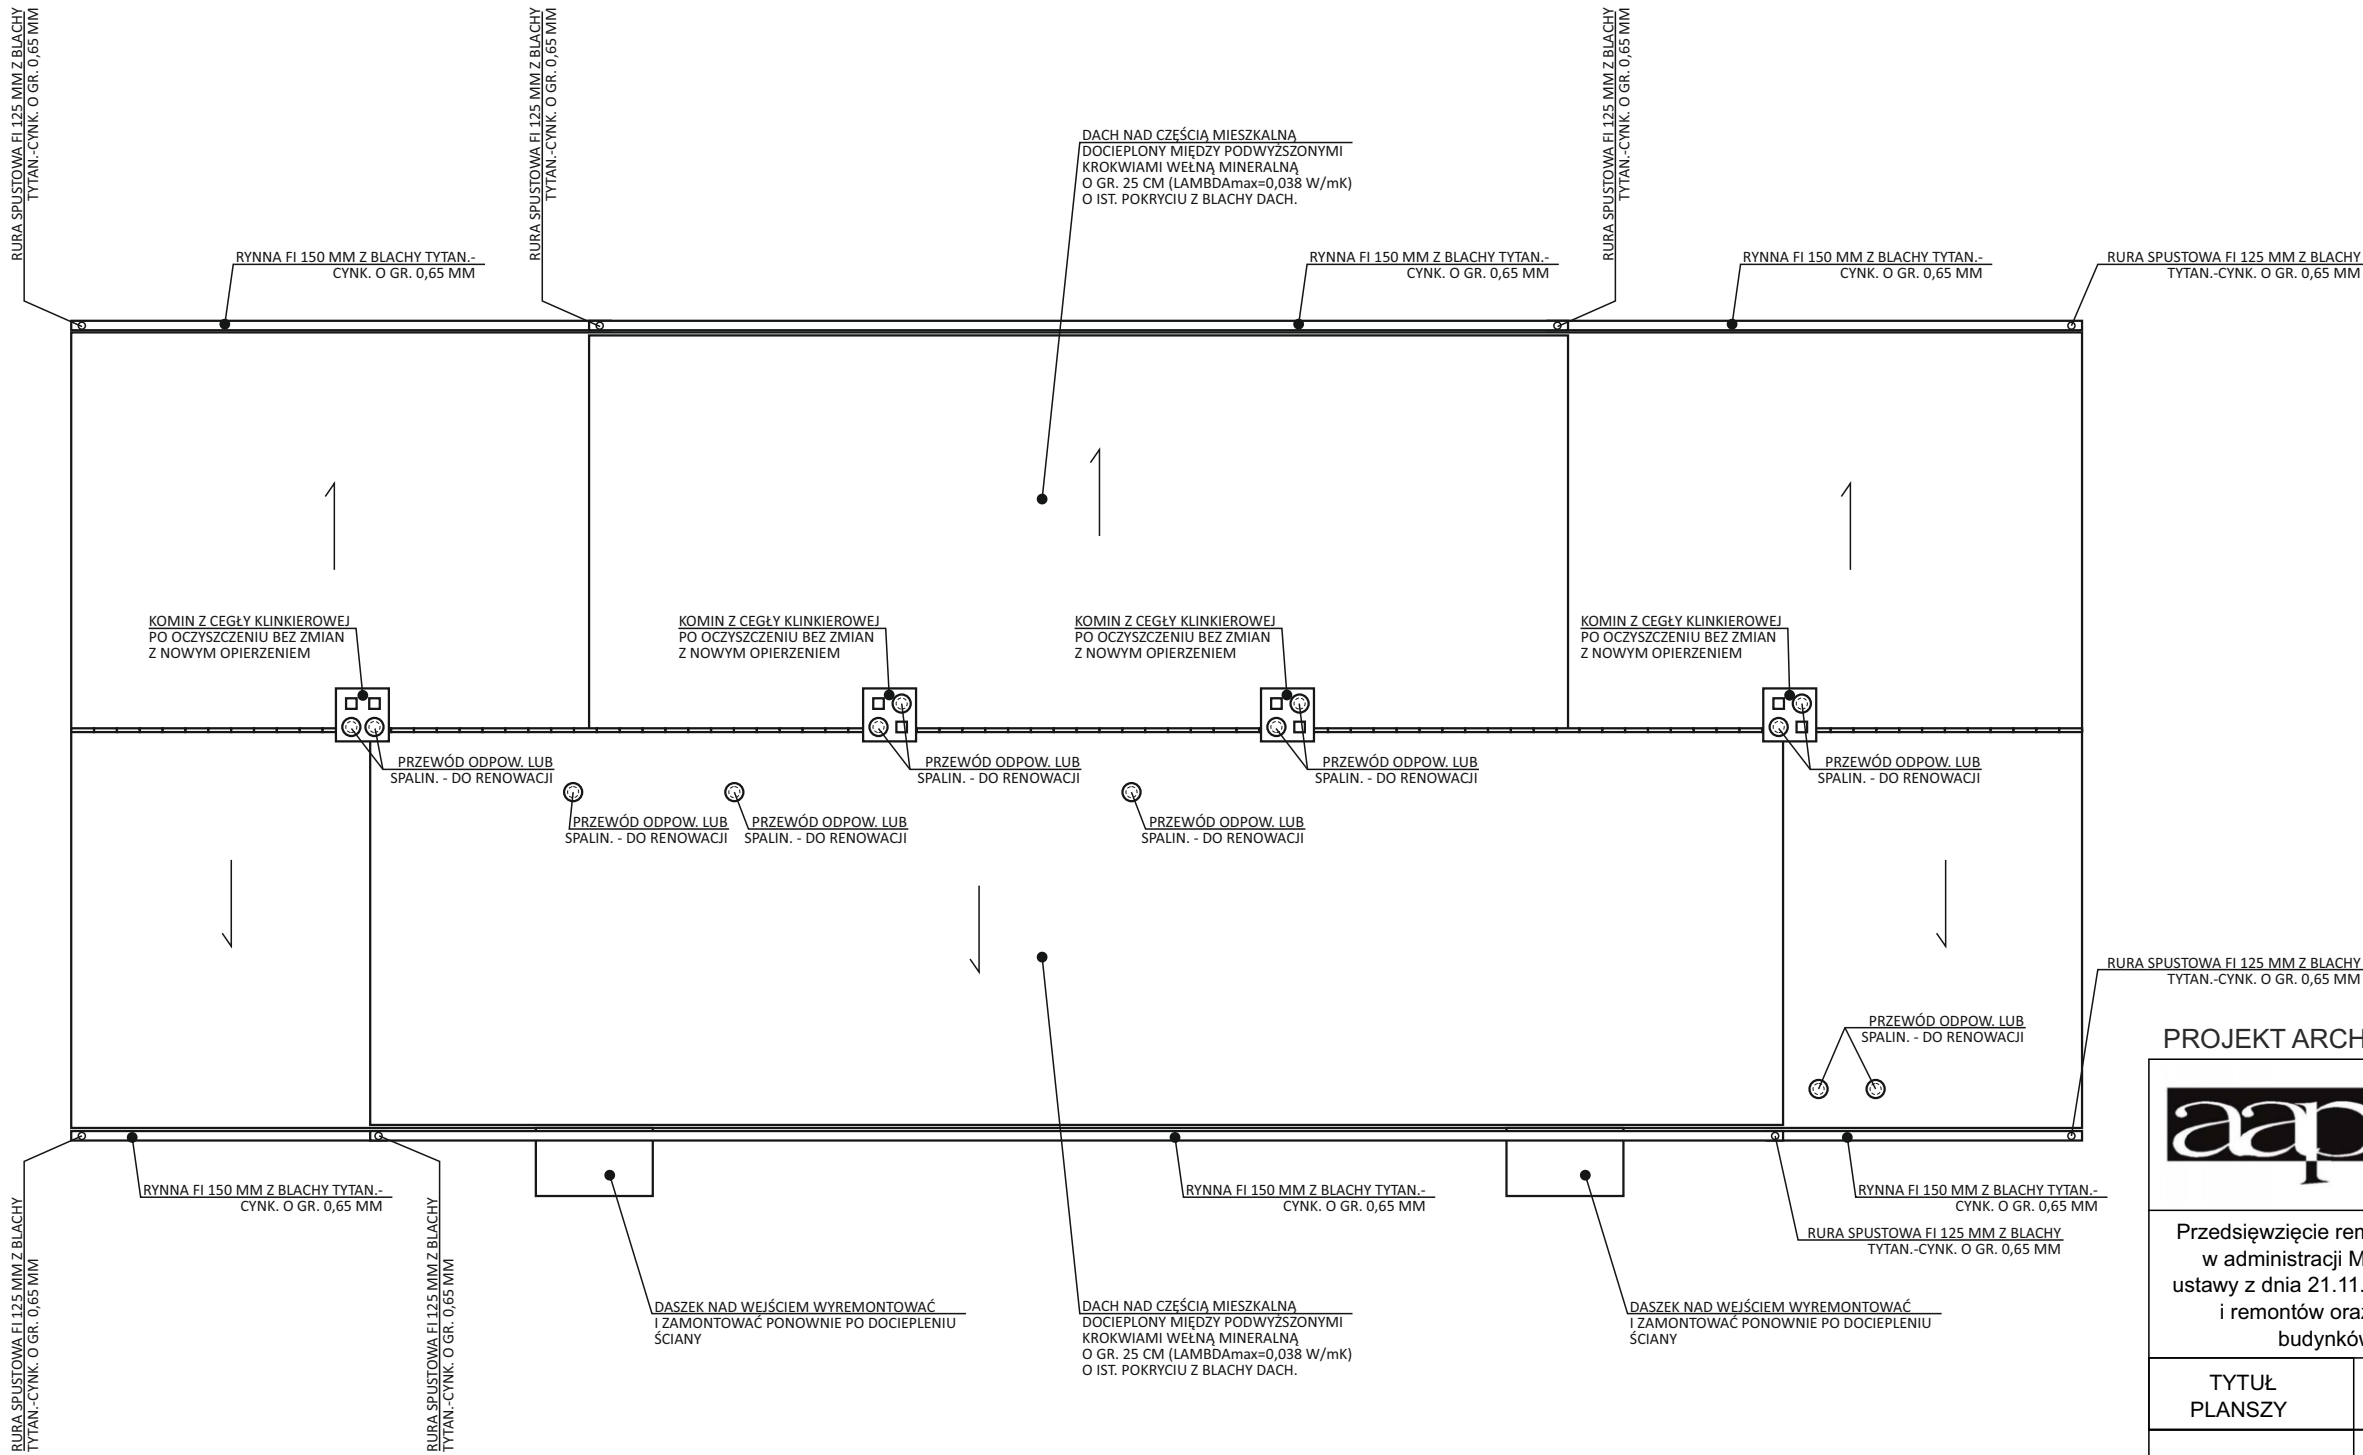 RURA SPUSTOWA FI 125 MM Z BLACHY
TYTAN.-CYNK. O GR. 0,65 MM
RURA SPUSTOWA FI 125 MM Z BLACHY
TYTAN.-CYNK. O GR. 0,65 MM
RURA SPUSTOWA FI 125 MM Z BLACHY
TYTAN.-CYNK. O GR. 0,65 MM
DACH NAD CZĘŚCIĄ MIESZKALNĄ
DOCIEPLONY MIĘDZY PODWYŻSZONYMI
KROKWIAMI WEŁNĄ MINERALNĄ
O GR. 25 CM (LAMBDAmax=0,038 W/mK)
O IST. POKRYCIU Z BLACHY DACH.
RYNNA FI 150 MM Z BLACHY TYTAN.-
CYNK. O GR. 0,65 MM
RYNNA FI 150 MM Z BLACHY TYTAN.-
CYNK. O GR. 0,65 MM
RYNNA FI 150 MM Z BLACHY TYTAN.-
CYNK. O GR. 0,65 MM
RURA SPUSTOWA FI 125 MM Z BLACHY
TYTAN.-CYNK. O GR. 0,65 MM
KOMIN Z CEGŁY KLINKIEROWEJ
PO OCZYSZCZENIU BEZ ZMIAN
Z NOWYM OPIERZENIEM
KOMIN Z CEGŁY KLINKIEROWEJ
PO OCZYSZCZENIU BEZ ZMIAN
Z NOWYM OPIERZENIEM
KOMIN Z CEGŁY KLINKIEROWEJ
PO OCZYSZCZENIU BEZ ZMIAN
Z NOWYM OPIERZENIEM
KOMIN Z CEGŁY KLINKIEROWEJ
PO OCZYSZCZENIU BEZ ZMIAN
Z NOWYM OPIERZENIEM
PRZEWÓD ODPOW. LUB
SPALIN. - DO RENOWACJI
PRZEWÓD ODPOW. LUB
SPALIN. - DO RENOWACJI
PRZEWÓD ODPOW. LUB
SPALIN. - DO RENOWACJI
PRZEWÓD ODPOW. LUB
SPALIN. - DO RENOWACJI
PRZEWÓD ODPOW. LUB
SPALIN. - DO RENOWACJI
PRZEWÓD ODPOW. LUB
SPALIN. - DO RENOWACJI
PRZEWÓD ODPOW. LUB
SPALIN. - DO RENOWACJI
RURA SPUSTOWA FI 125 MM Z BLACHY
TYTAN.-CYNK. O GR. 0,65 MM
PRZEWÓD ODPOW. LUB
SPALIN. - DO RENOWACJI
RYNNA FI 150 MM Z BLACHY TYTAN.-
CYNK. O GR. 0,65 MM
RYNNA FI 150 MM Z BLACHY TYTAN.-
CYNK. O GR. 0,65 MM
RYNNA FI 150 MM Z BLACHY TYTAN.-
CYNK. O GR. 0,65 MM
RURA SPUSTOWA FI 125 MM Z BLACHY
TYTAN.-CYNK. O GR. 0,65 MM
RURA SPUSTOWA FI 125 MM Z BLACHY
TYTAN.-CYNK. O GR. 0,65 MM
RURA SPUSTOWA FI 125 MM Z BLACHY
TYTAN.-CYNK. O GR. 0,65 MM
DASZEK NAD WEJŚCIEM WYREMONTOWAĆ
I ZAMONTOWAĆ PONOWNIE PO DOCIEPLENIU
ŚCIANY
DACH NAD CZĘŚCIĄ MIESZKALNĄ
DOCIEPLONY MIĘDZY PODWYŻSZONYMI
KROKWIAMI WEŁNĄ MINERALNĄ
O GR. 25 CM (LAMBDAmax=0,038 W/mK)
O IST. POKRYCIU Z BLACHY DACH.
DASZEK NAD WEJŚCIEM WYREMONTOWAĆ
I ZAMONTOWAĆ PONOWNIE PO DOCIEPLENIU
ŚCIANY
PROJEKT ARCH
aap
Przedsięwzięcie
w administracji
ustawy z dnia 21.11.
i remontów
TYTUŁ
PLANSZY